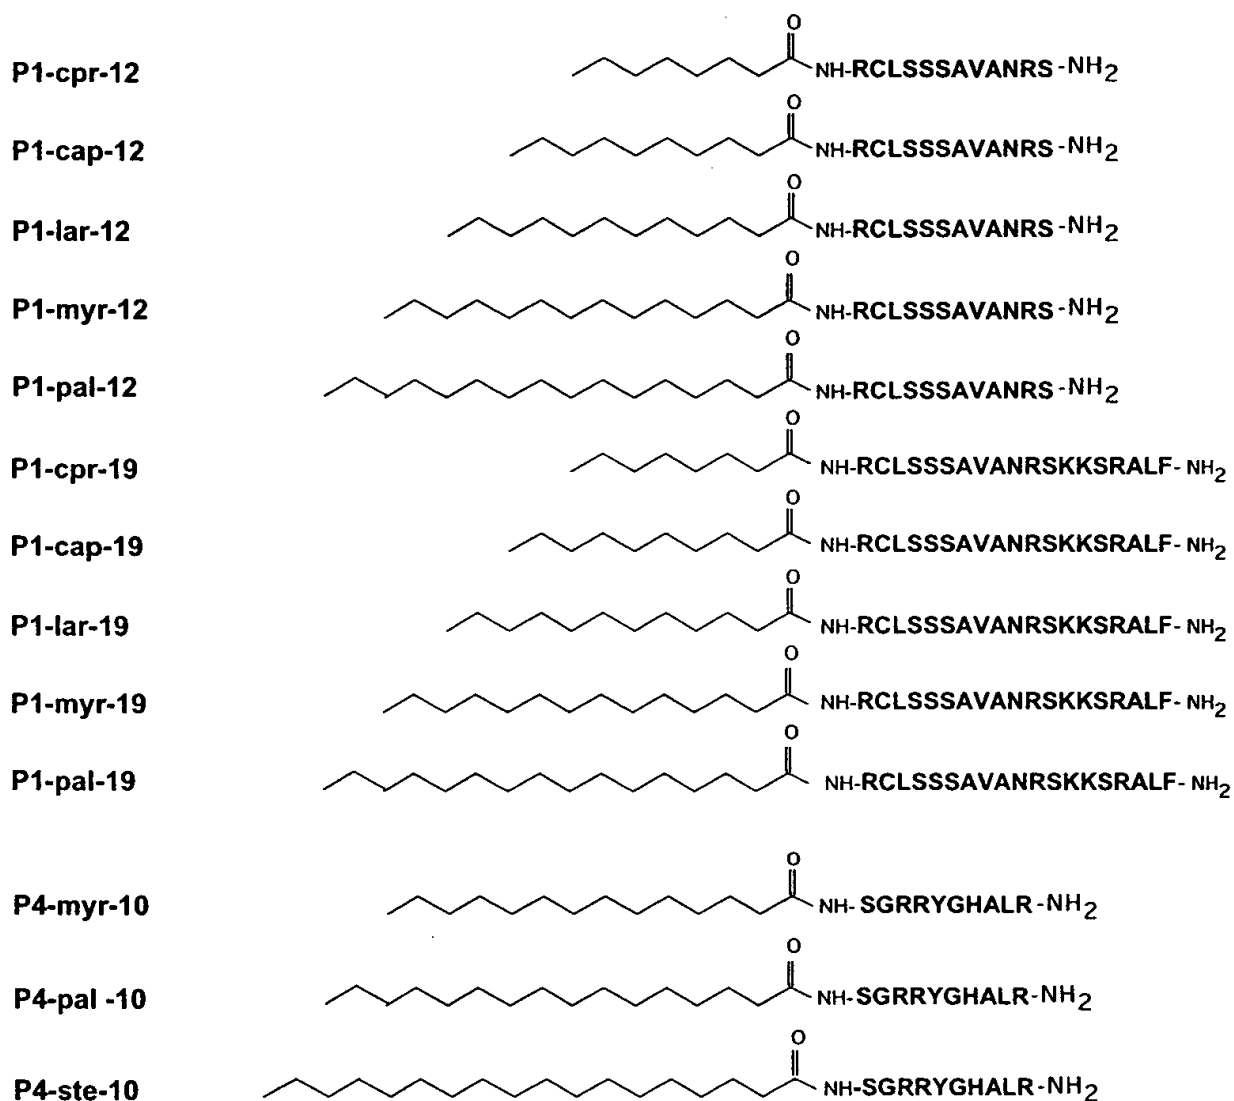 P1-cpr-12 O NH-RCLSSSAVANRS-NH2
P1-cap-12 O NH-RCLSSSAVANRS-NH2
P1-lar-12 O NH-RCLSSSAVANRS-NH2
P1-myr-12 O NH-RCLSSSAVANRS-NH2
P1-pal-12 O NH-RCLSSSAVANRS-NH2
P1-cpr-19 O NH-RCLSSSAVANRSKKSRALF-NH2
P1-cap-19 O NH-RCLSSSAVANRSKKSRALF-NH2
P1-lar-19 O NH-RCLSSSAVANRSKKSRALF-NH2
P1-myr-19 O NH-RCLSSSAVANRSKKSRALF-NH2
P1-pal-19 O NH-RCLSSSAVANRSKKSRALF-NH2
P4-myr-10 O NH-SGRRYGHALR-NH2
P4-pal -10 O NH-SGRRYGHALR-NH2
P4-ste-10 O NH-SGRRYGHALR-NH2